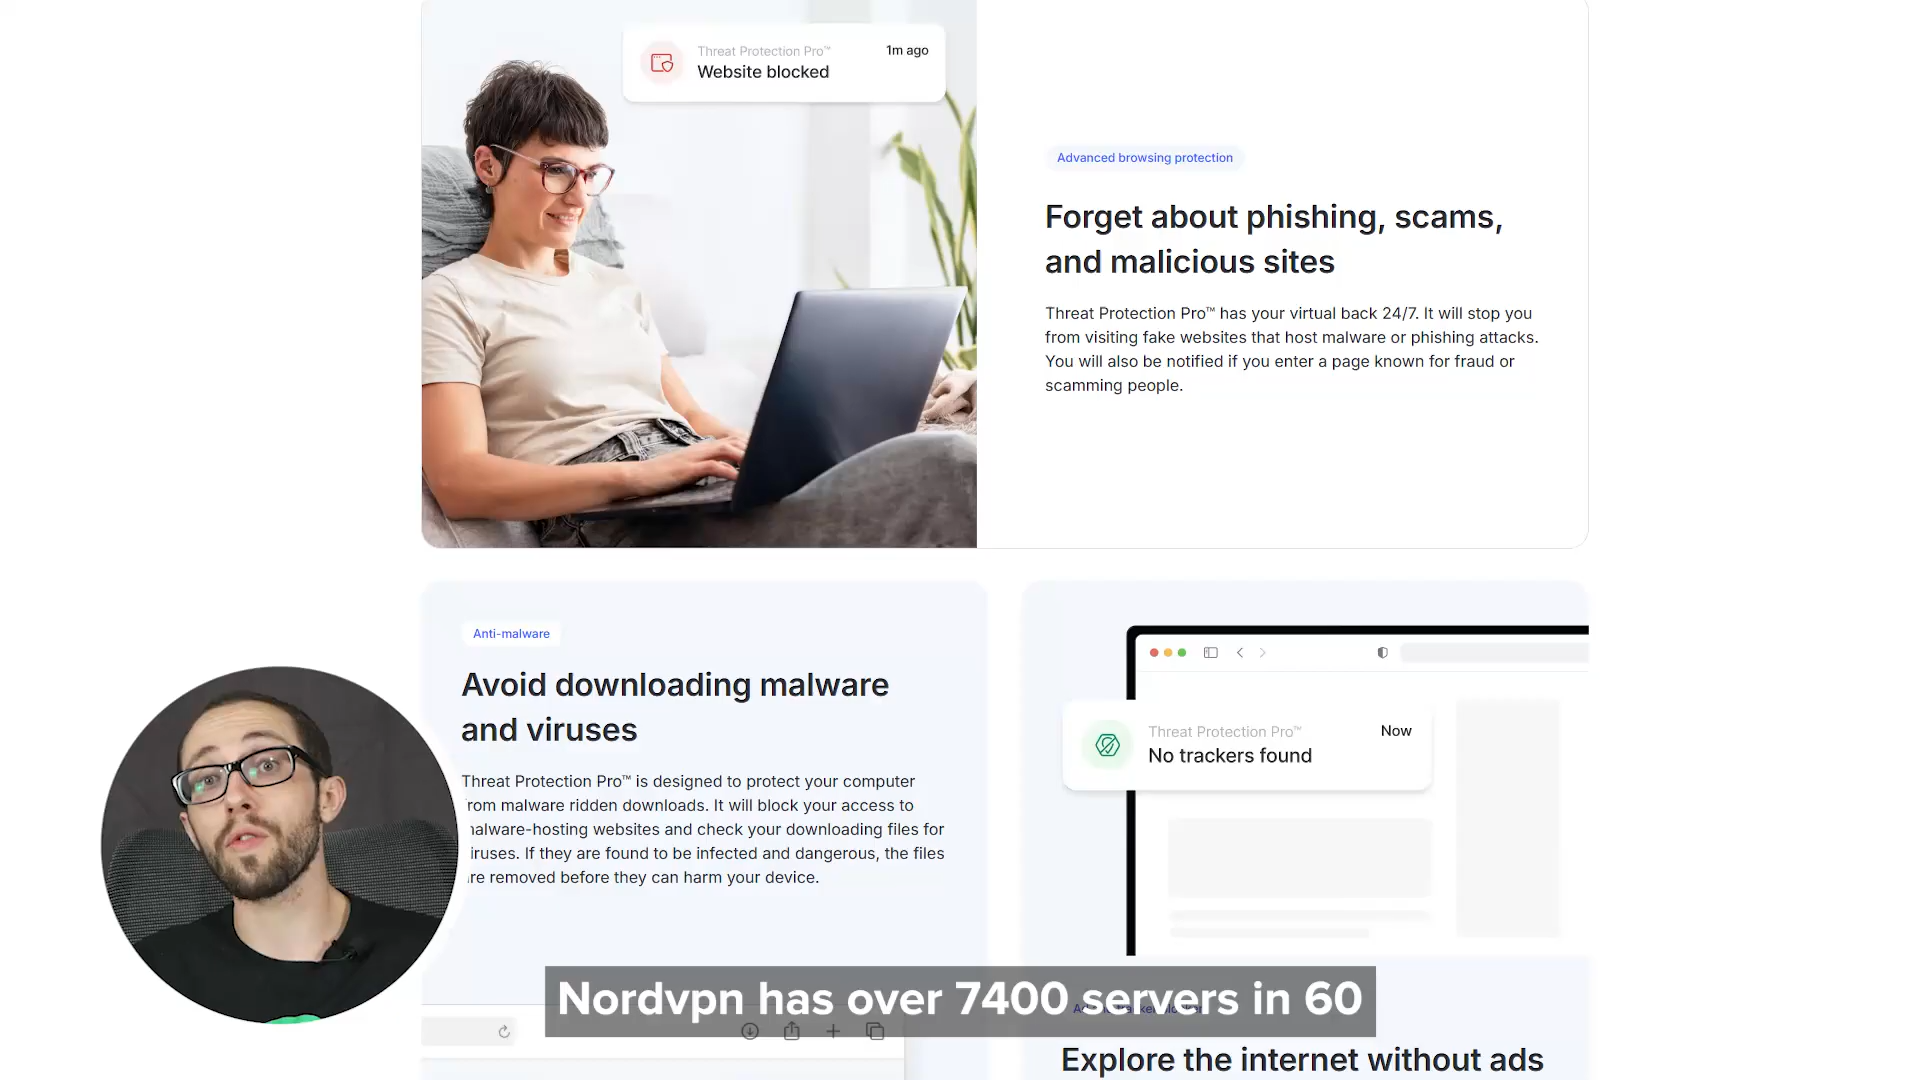 Threat Protection Pro™
1m ago
Website blocked
Advanced browsing protection
Forget about phishing, scams,
and malicious sites
Threat Protection Pro™ has your virtual back 24/7. It will stop you
from visiting fake websites that host malware or phishing attacks.
You will also be notified if you enter a page known for fraud or
scamming people.
Anti-malware
Avoid downloading malware
and viruses
Threat Protection Pro™ is designed to protect your computer
rom malware ridden downloads. It will block your access to
nalware-hosting websites and check your downloading files for
iruses. If they are found to be infected and dangerous, the files
re removed before they can harm your device.
Threat Protection Pro™
Now
No trackers found
Nordvpn has over 7400 servers in 60
Explore the internet without ads